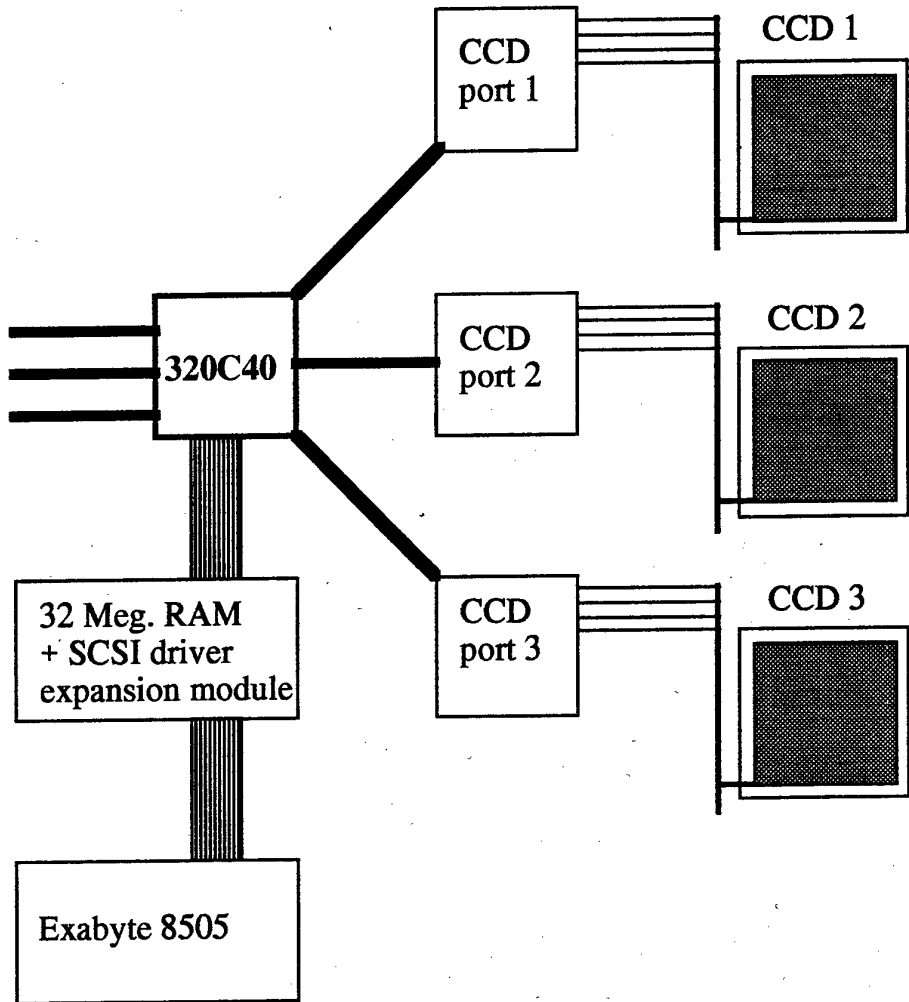 CCD 1
CCD
port 1
CCD 2
320C40
CCD
port 2
CCD 3
32 Meg. RAM
+ SCSI driver
expansion module
CCD
port 3
Exabyte 8505